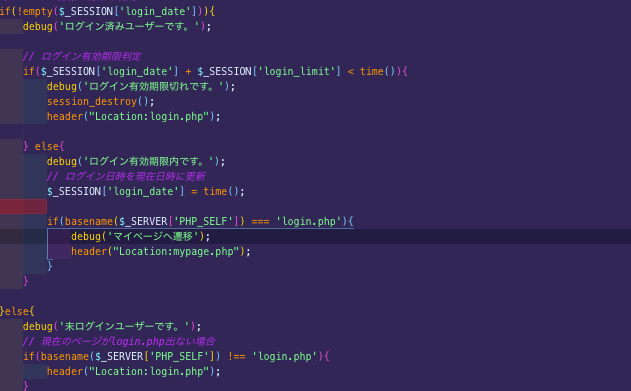 if(!empty($_SESSION['login_date'])){
debug('ログイン済みユーザーです。');
// ログイン有効期限判定
if($_SESSION['login_date'] + $_SESSION['login_limit'] < time()){
debug('ログイン有効期限切れです。');
session_destroy();
header("Location:login.php");
} else{
debug('ログイン有効期限内です。');
// ログイン日時を現在日時に更新
$_SESSION['login_date'] = time();
if(basename($_SERVER['PHP_SELF']) === 'login.php'){
debug('マイページへ遷移');
header("Location:mypage.php");
}
}
}else{
debug('未ログインユーザーです。');
// 現在のページがlogin.php出ない場合
if(basename($_SERVER['PHP_SELF']) !== 'login.php'){
header("Location:login.php");
}